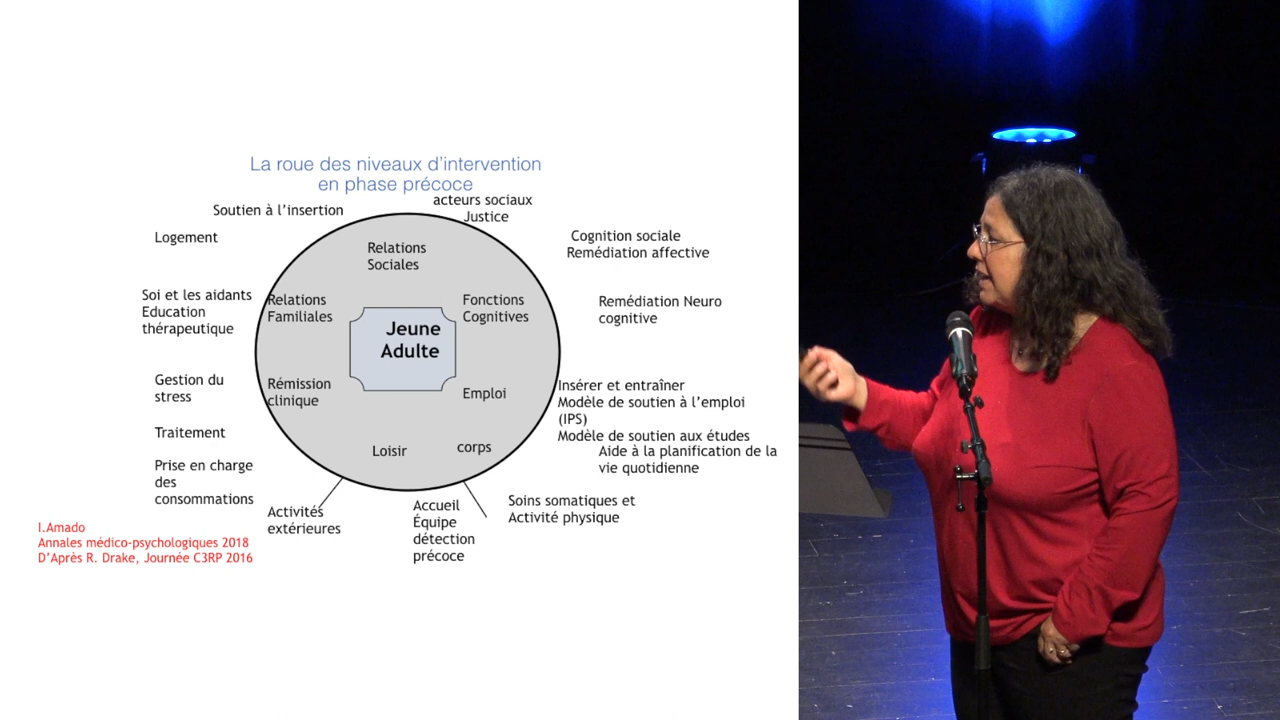 La roue des niveaux d’intervention
en phase précoce
acteurs sociaux
Justice
Soutien à l’insertion
Logement
Cognition sociale
Remédiation affective
Relations
Sociales
Soi et les aidants
Education
thérapeutique
Relations
Familiales
Fonctions
Cognitives
Remédiation Neuro
cognitive
Jeune
Adulte
Gestion du
stress
Rémission
clinique
Emploi
Insérer et entraîner
Modèle de soutien à l’emploi
(IPS)
Modèle de soutien aux études
Aide à la planification de la
vie quotidienne
Traitement
Loisir
corps
Prise en charge
des
consommations
Activités
extérieures
Accueil
Équipe
détection
précoce
Soins somatiques et
Activité physique
I.Amado
Annales médico-psychologiques 2018
D’Après R. Drake, Journée C3RP 2016